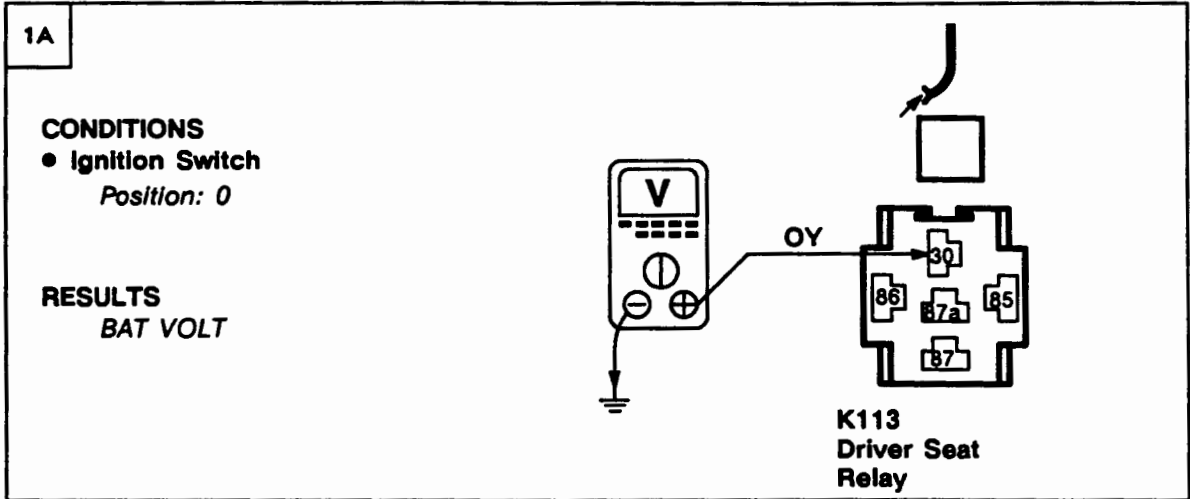 1A
CONDITIONS
● Ignition Switch
Position: 0
RESULTS
BAT VOLT
V
OY
30
86
87a
85
87
K113
Driver Seat
Relay